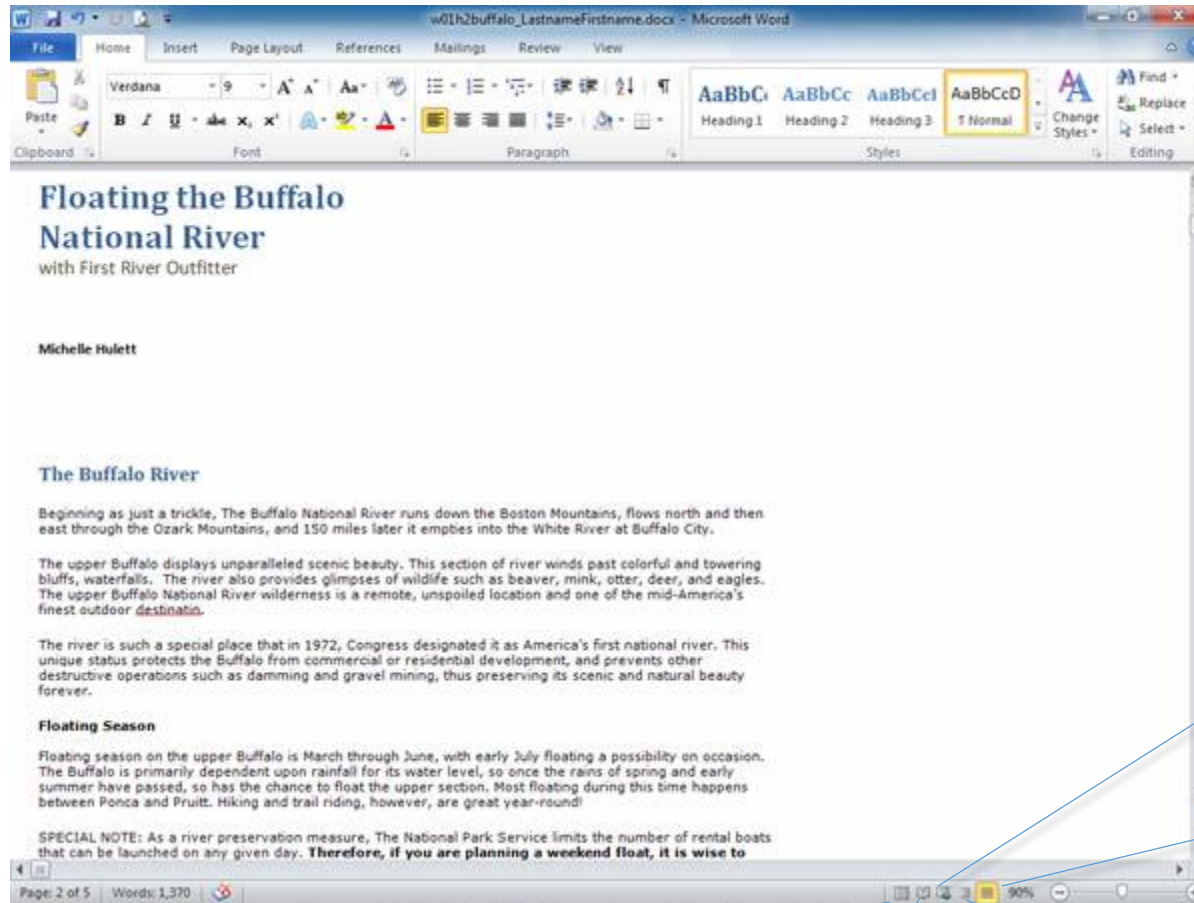 w01h2buffalo_LastnameFirstname.docx - Microsoft Word
File Home Insert Page Layout References Mailings Review View
Verdana 9 Aa
Paste
B I U abc x, x² A
AaBbC AaBbCc AaBbCcI AaBbCcD
Heading 1 Heading 2 Heading 3 ¶ Normal
Change Styles
Find
Replace
Select
Clipboard Font Paragraph Styles Editing
Floating the Buffalo
National River
with First River Outfitter
Michelle Hulett
The Buffalo River
Beginning as just a trickle, The Buffalo National River runs down the Boston Mountains, flows north and then
east through the Ozark Mountains, and 150 miles later it empties into the White River at Buffalo City.
The upper Buffalo displays unparalleled scenic beauty. This section of river winds past colorful and towering
bluffs, waterfalls.  The river also provides glimpses of wildlife such as beaver, mink, otter, deer, and eagles.
The upper Buffalo National River wilderness is a remote, unspoiled location and one of the mid-America's
finest outdoor destinatin.
The river is such a special place that in 1972, Congress designated it as America's first national river. This
unique status protects the Buffalo from commercial or residential development, and prevents other
destructive operations such as damming and gravel mining, thus preserving its scenic and natural beauty
forever.
Floating Season
Floating season on the upper Buffalo is March through June, with early July floating a possibility on occasion.
The Buffalo is primarily dependent upon rainfall for its water level, so once the rains of spring and early
summer have passed, so has the chance to float the upper section. Most floating during this time happens
between Ponca and Pruitt. Hiking and trail riding, however, are great year-round!
SPECIAL NOTE: As a river preservation measure, The National Park Service limits the number of rental boats
that can be launched on any given day. Therefore, if you are planning a weekend float, it is wise to
Page: 2 of 5 Words: 1,370 90%